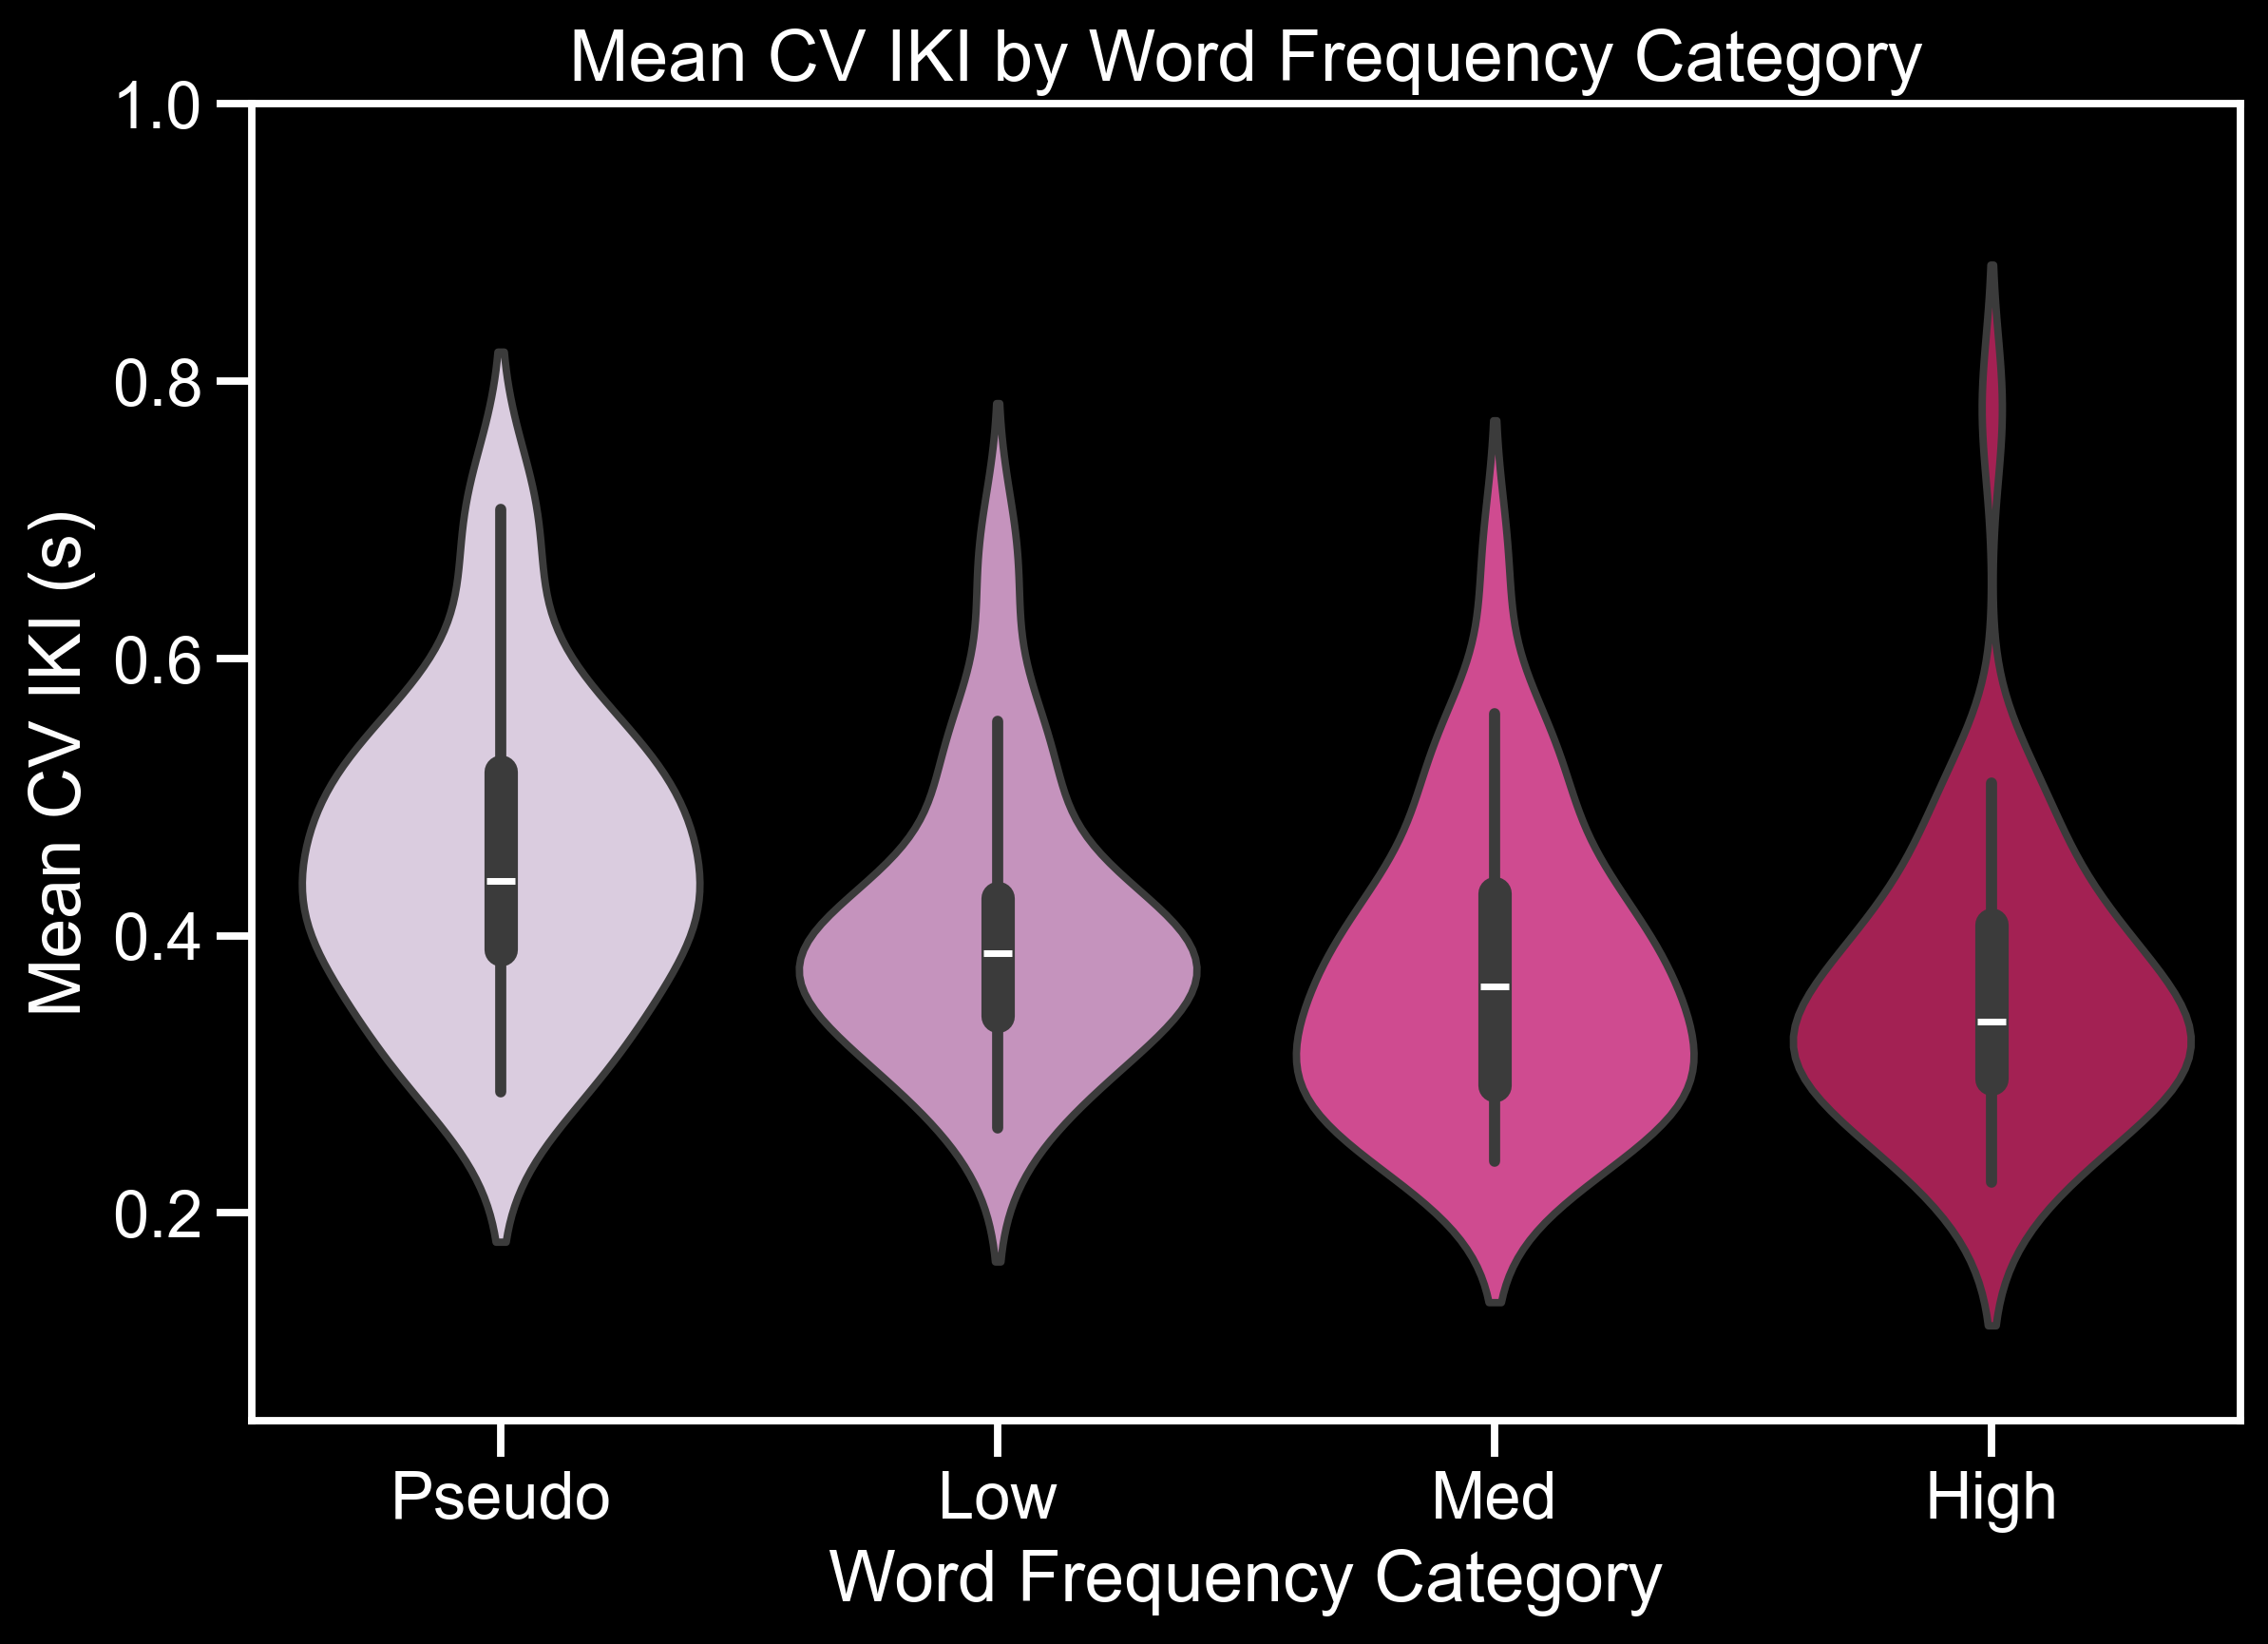 Mean CV IKI by Word Frequency Category
1.0
0.8
0.6
0.4
0.2
Mean CV IKI (s)
Pseudo Low Med High
Word Frequency Category